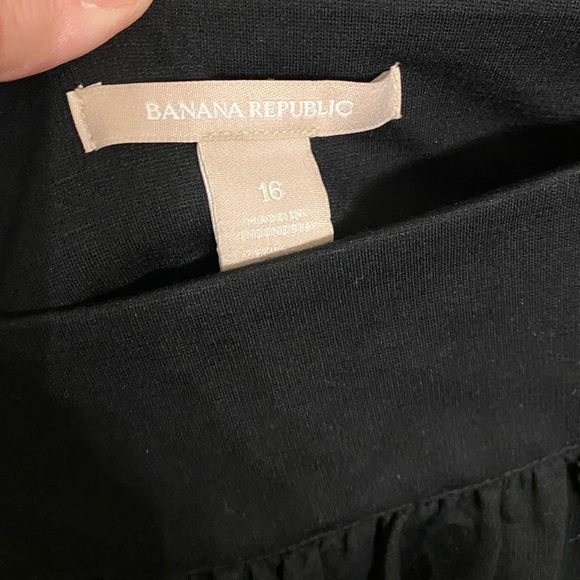 BANANA REPUBLIC
16
MADE IN
INDONESIA